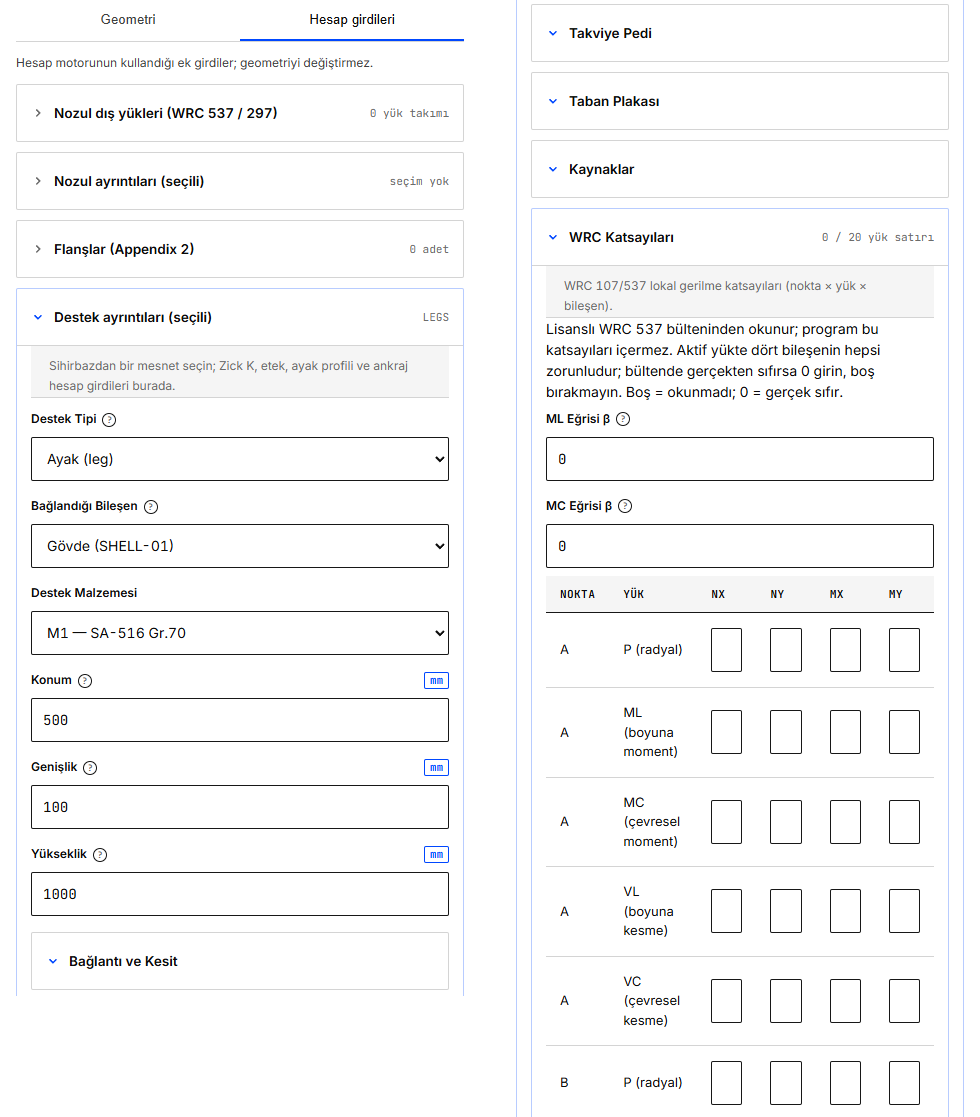 Geometri
Hesap girdileri
Hesap motorunun kullandığı ek girdiler; geometriyi değiştirmez.
Nozul dış yükleri (WRC 537 / 297)
0 yük takımı
Nozul ayrıntıları (seçili)
seçim yok
Flanşlar (Appendix 2)
0 adet
Destek ayrıntıları (seçili)
LEGS
Sihirbazdan bir mesnet seçin; Zick K, etek, ayak profili ve ankraj
hesap girdileri burada.
Destek Tipi ?
Ayak (leg)
Bağlandığı Bileşen ?
Gövde (SHELL-01)
Destek Malzemesi
M1 — SA-516 Gr.70
Konum ?
mm
500
Genişlik ?
mm
100
Yükseklik ?
mm
1000
Bağlantı ve Kesit
Takviye Pedi
Taban Plakası
Kaynaklar
WRC Katsayıları
0 / 20 yük satırı
WRC 107/537 lokal gerilme katsayıları (nokta × yük ×
bileşen).
Lisanslı WRC 537 bülteninden okunur; program bu
katsayıları içermez. Aktif yükte dört bileşenin hepsi
zorunludur; bültende gerçekten sıfırsa 0 girin, boş
bırakmayın. Boş = okunmadı; 0 = gerçek sıfır.
ML Eğrisi β ?
0
MC Eğrisi β ?
0
NOKTA YÜK NX NY MX MY
A P (radyal)
ML
A (boyuna
moment)
MC
A (çevresel
moment)
VL
A (boyuna
kesme)
VC
A (çevresel
kesme)
B P (radyal)